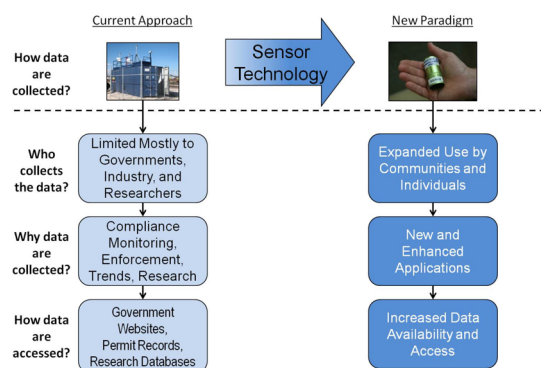 Current Approach
New Paradigm
Sensor
Technology
How data
are
collected?
Who
collects
the data?
Limited Mostly to
Governments,
Industry, and
Researchers
Expanded Use by
Communities and
Individuals
Why data
are
collected?
Compliance
Monitoring,
Enforcement,
Trends, Research
New and
Enhanced
Applications
How data
are
accessed?
Government
Websites,
Permit Records,
Research Databases
Increased Data
Availability and
Access